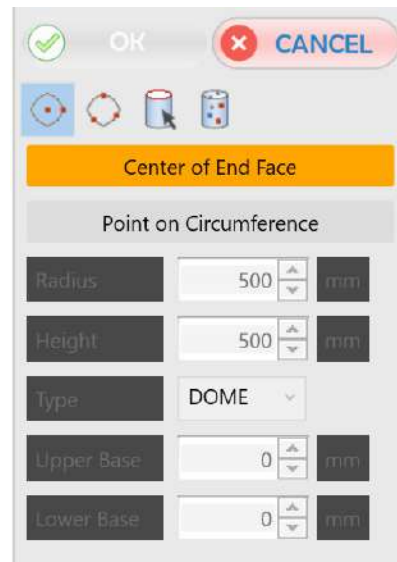 OK CANCEL
Center of End Face
Point on Circumference
Radius 500 mm
Height 500 mm
Type DOME
Upper Base 0 mm
Lower Base 0 mm